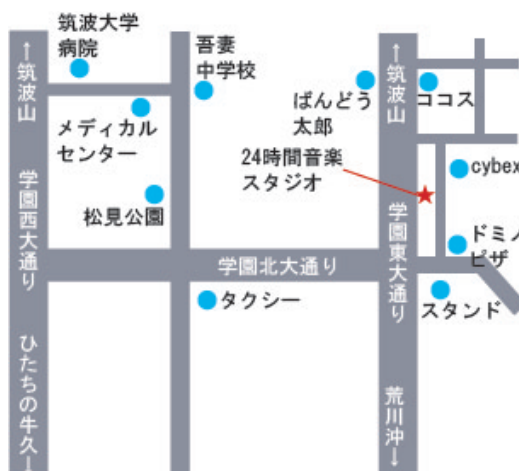 筑波大学
病院
吾妻
中学校
←筑波山
←筑波山
ばんどう
太郎
ココス
メディカル
センター
24時間音楽
スタジオ
cybex
松見公園
学園西大通り
学園東大通り
ドミノ
ピザ
学園北大通り
タクシー
スタンド
ひたちの牛久→
荒川沖→